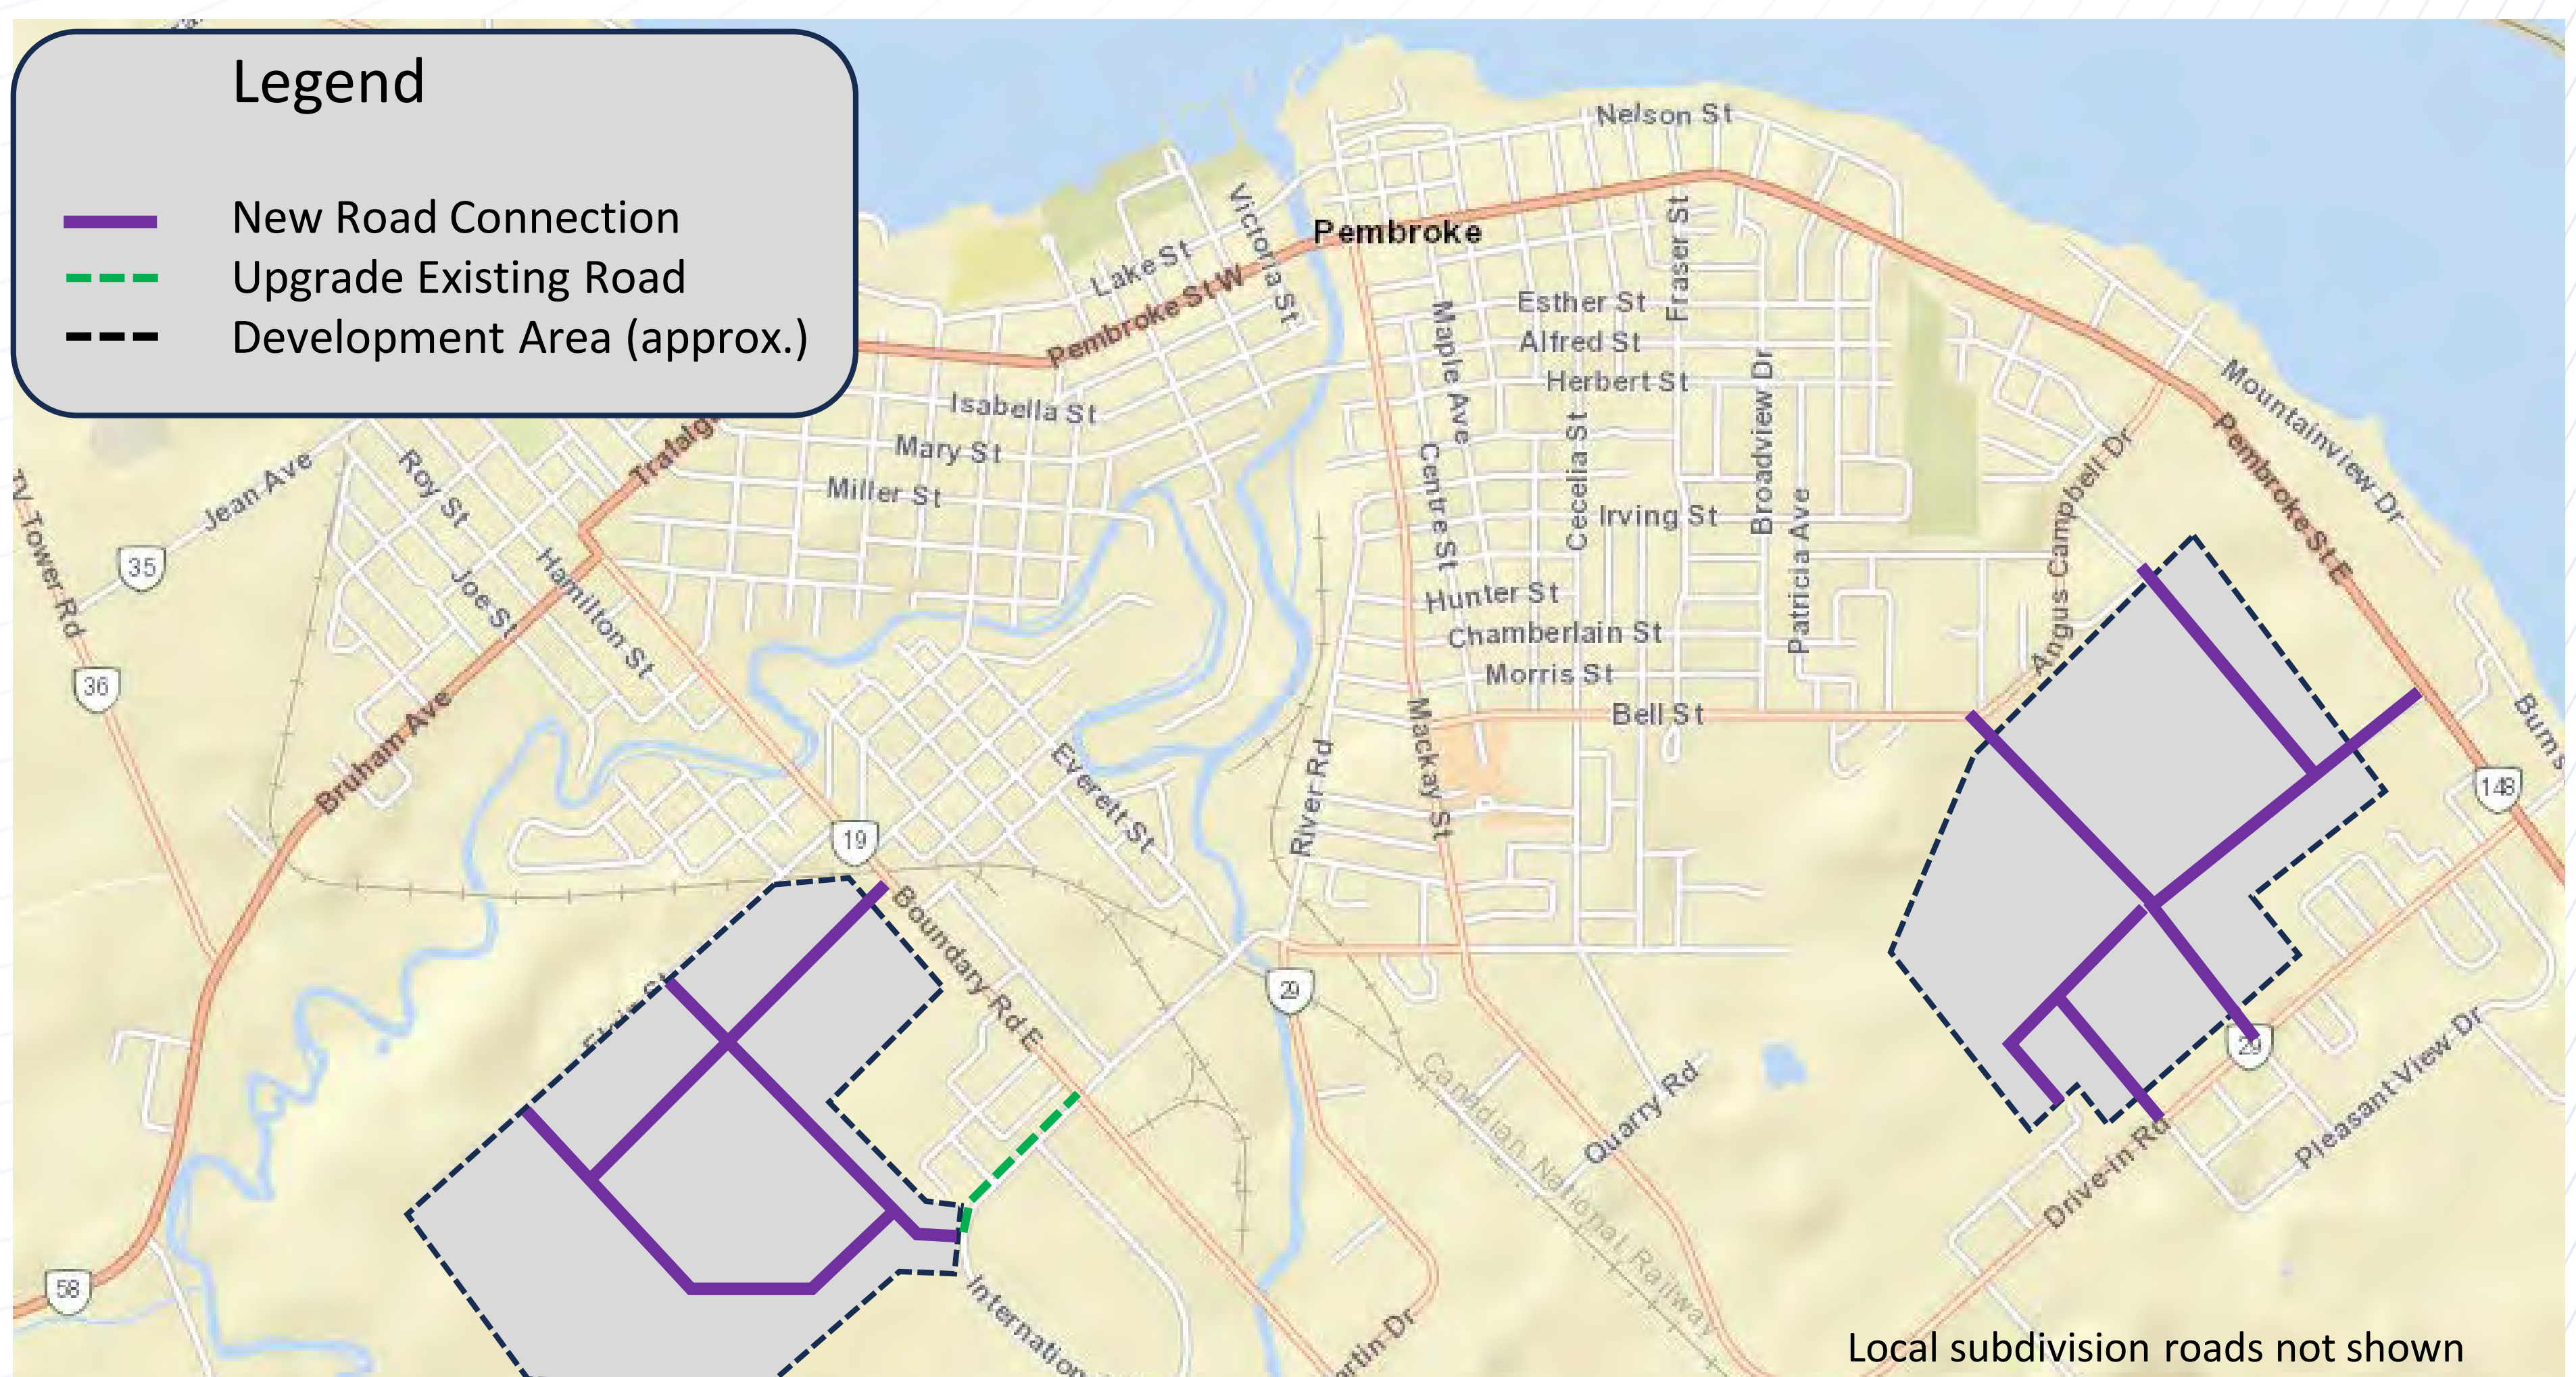 Legend
New Road Connection
Upgrade Existing Road
Development Area (approx.)
Nelson St
Victoria St
Pembroke
Fraser St
Lake St
Pembroke St W
Esther St
Maple Ave
Alfred St
Herbert St
Mountainview Dr
Isabella St
Broadview Dr
Cecelia St
Pembroke St E
Mary St
Centre St
Angus Campbell Dr
Roy St
Jean Ave
TV Tower Rd
Miller St
Irving St
Patricia Ave
35
Hamilton St
Joe St
Hunter St
Chamberlain St
36
Morris St
Bell St
Mackay St
Bruham Ave
Everett St
River Rd
148
19
Boundary Rd E
29
29
Canadian National Railway
Quarry Rd
Pleasant View Dr
Drive-in Rd
58
Local subdivision roads not shown